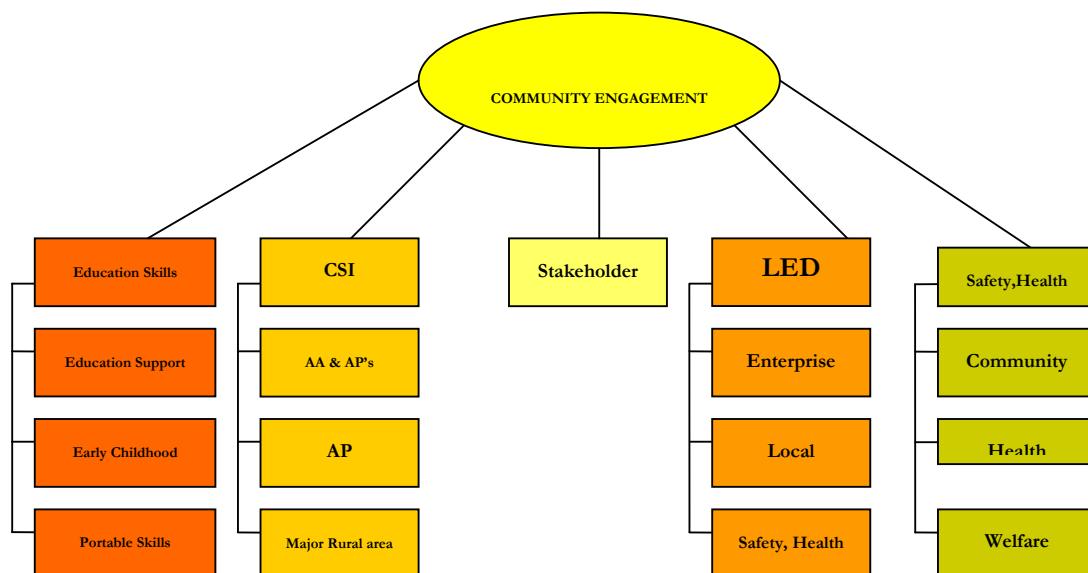 COMMUNITY ENGAGEMENT
Education Skills
CSI
Stakeholder
LED
Safety,Health
Education Support
AA & AP's
Enterprise
Community
Early Childhood
AP
Local
Health
Portable Skills
Major Rural area
Safety, Health
Welfare